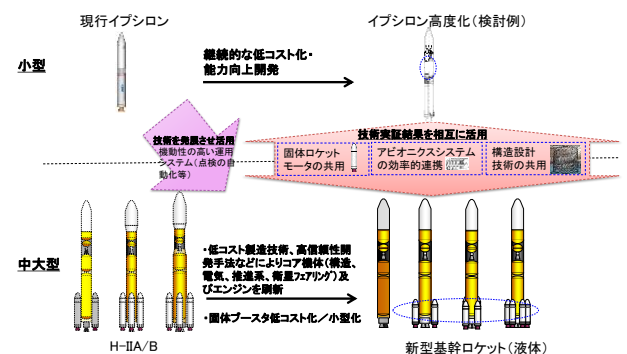 現行イプシロン
イプシロン高度化（検討例）
小型
継続的な低コスト化・
能力向上開発
技術を発展させ活用
・機動性の高い運用
システム（点検の自
動化等）
技術実証結果を相互に活用
固体ロケット
モータの共用
アビオニクスシステム
の効率的連携
構造設計
技術の共用
中大型
・低コスト製造技術、高信頼性開
発手法などによりコア機体（構造、
電気、推進系、衛星フェアリング）及
びエンジンを刷新
・固体ブースタ低コスト化／小型化
H-IIA/B
新型基幹ロケット（液体）